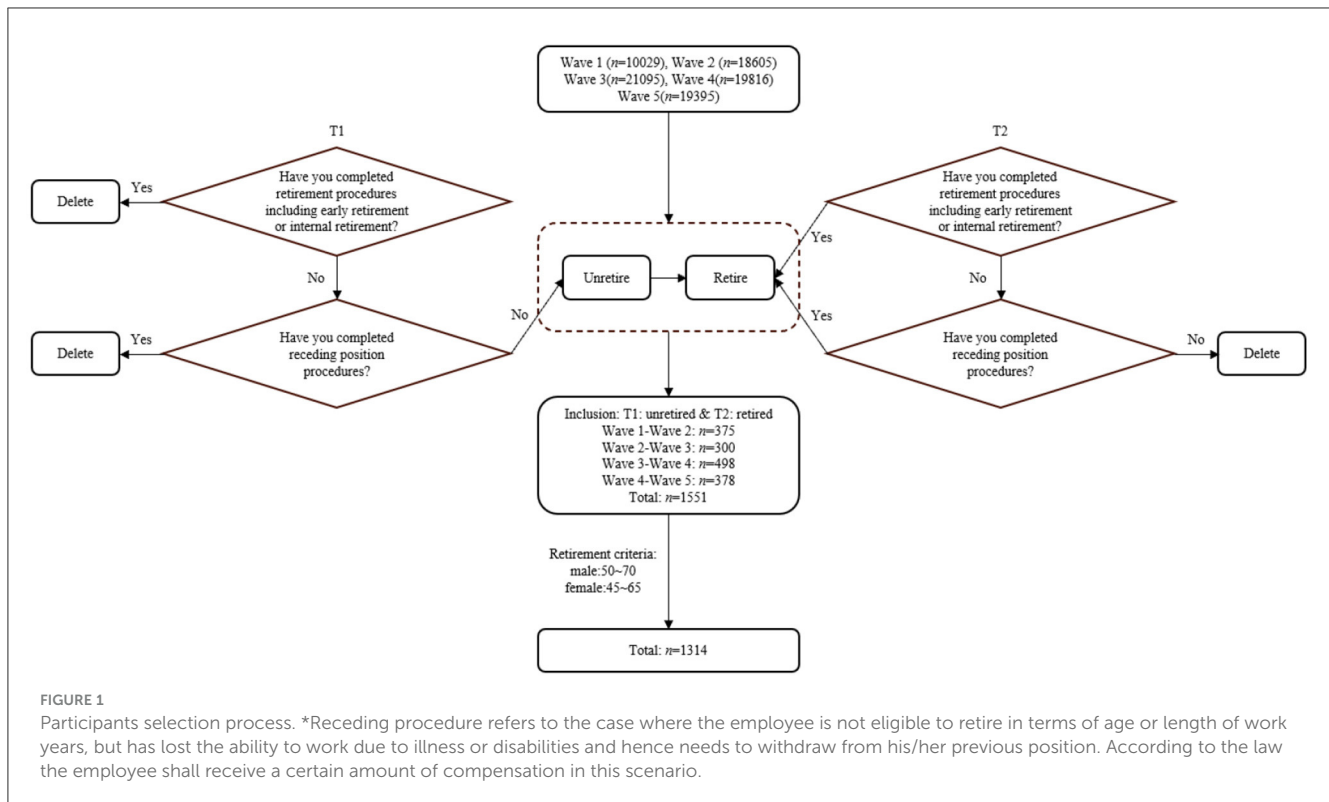 Wave 1 (n=10029), Wave 2 (n=18605)
Wave 3(n=21095), Wave 4(n=19816)
Wave 5(n=19395)
T1
T2
Delete
Yes
Have you completed
retirement procedures
including early retirement
or internal retirement?
Have you completed
retirement procedures
including early retirement
or internal retirement?
Yes
Unretire
Retire
No
No
Delete
Yes
Have you completed
receding position
procedures?
No
Yes
Have you completed
receding position
procedures?
No
Delete
Inclusion: T1: unretired & T2: retired
Wave 1-Wave 2: n=375
Wave 2-Wave 3: n=300
Wave 3-Wave 4: n=498
Wave 4-Wave 5: n=378
Total: n=1551
Retirement criteria:
male:50~70
female:45~65
Total: n=1314
FIGURE 1
Participants selection process. *Receding procedure refers to the case where the employee is not eligible to retire in terms of age or length of work
years, but has lost the ability to work due to illness or disabilities and hence needs to withdraw from his/her previous position. According to the law
the employee shall receive a certain amount of compensation in this scenario.